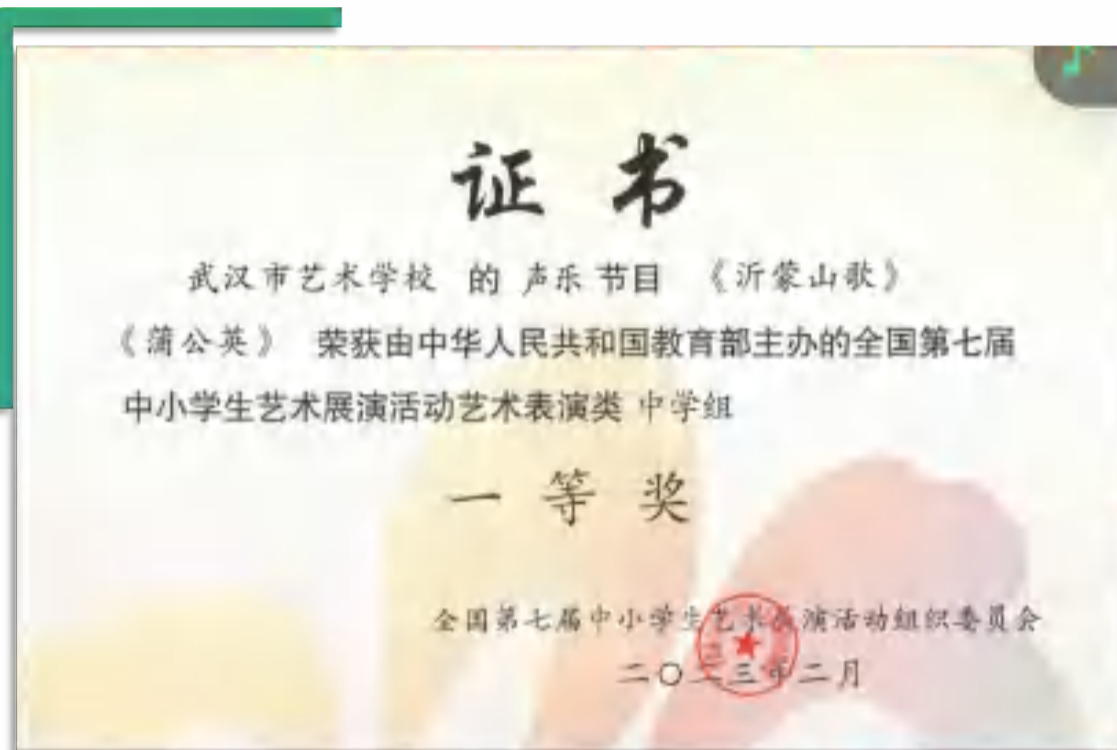 证书
武汉市艺术学校 的 声乐 节目 《沂蒙山歌》
《蒲公英》 荣获由中华人民共和国教育部主办的全国第七届
中小学生艺术展演活动艺术表演类 中学组
一等奖
全国第七届中小学生艺术展演活动组织委员会
二〇二三年二月